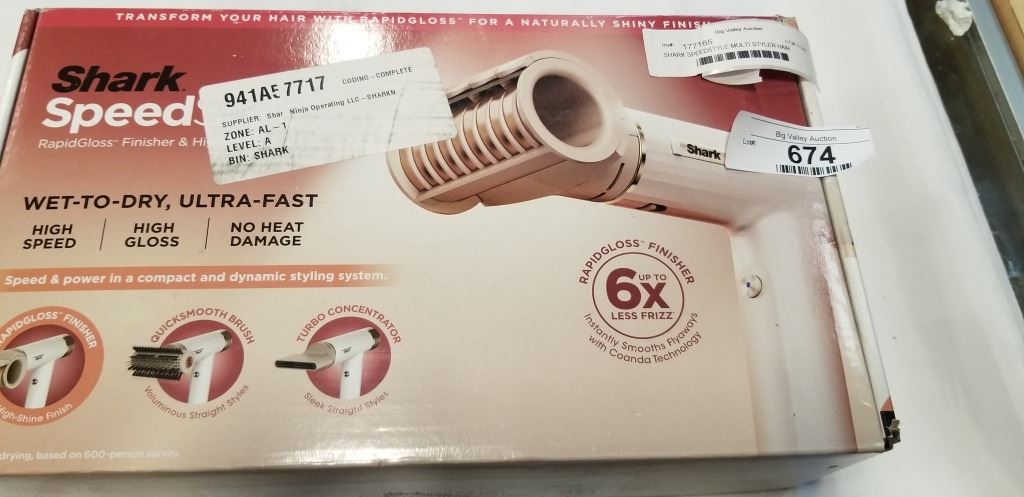 TRANSFORM YOUR HAIR WITH RAPIDGLOSS™ FOR A NATURALLY SHINY FINISH
Big Valley Auction
Inv#: 177165
SHARK SPEEDSTYLE MULTI STYLER HAIR
Shark
Speed
RapidGloss™ Finisher &
941AE 7717
CODING - COMPLETE
SUPPLIER: Shar Ninja Operating LLC - SHARKN
ZONE: AL - 1
LEVEL: A
BIN: SHARK
Shark
Big Valley Auction
Lot#:
674
WET-TO-DRY, ULTRA-FAST
HIGH SPEED
HIGH GLOSS
NO HEAT DAMAGE
Speed & power in a compact and dynamic styling system.
RAPIDGLOSS™ FINISHER
UP TO
6x
LESS FRIZZ
Instantly Smooths Flyaways
with Coanda Technology
RAPIDGLOSS™ FINISHER
High-Shine Finish
QUICKSMOOTH BRUSH
Voluminous Straight Styles
TURBO CONCENTRATOR
Sleek Straight Styles
drying, based on 600-person survey.